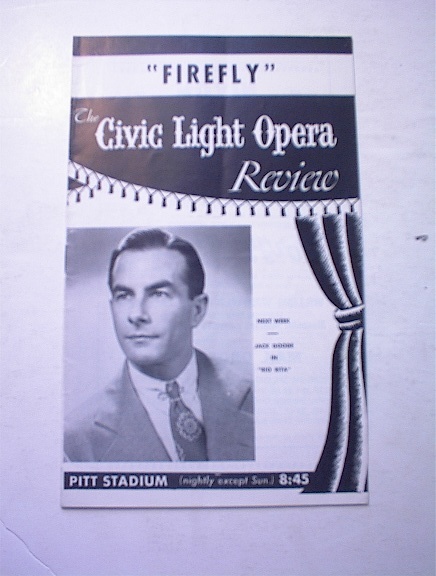 "FIREFLY"
The
Civic Light Opera
Review
NEXT WEEK
—
JACK
IN
"RIO RITA"
PITT STADIUM (nightly except Sun.) 8:45